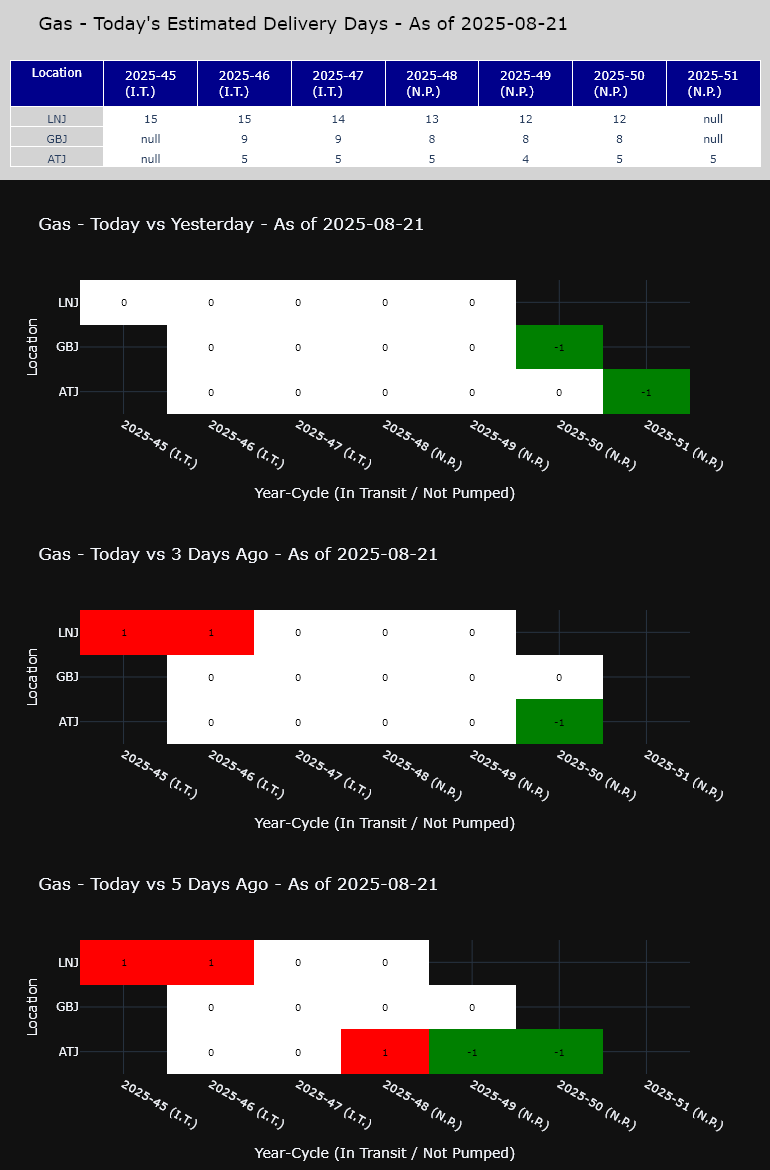 Gas - Today's Estimated Delivery Days - As of 2025-08-21
Location 2025-45 (I.T.) 2025-46 (I.T.) 2025-47 (I.T.) 2025-48 (N.P.) 2025-49 (N.P.) 2025-50 (N.P.) 2025-51 (N.P.)
LNJ 15 15 14 13 12 12 null
GBJ null 9 9 8 8 8 null
ATJ null 5 5 5 4 5 5
Gas - Today vs Yesterday - As of 2025-08-21
Location
LNJ 0 0 0 0 0
GBJ 0 0 0 0 -1
ATJ 0 0 0 0 0 -1
2025-45 (I.T.) 2025-46 (I.T.) 2025-47 (I.T.) 2025-48 (N.P.) 2025-49 (N.P.) 2025-50 (N.P.) 2025-51 (N.P.)
Year-Cycle (In Transit / Not Pumped)
Gas - Today vs 3 Days Ago - As of 2025-08-21
Location
LNJ 1 1 0 0 0
GBJ 0 0 0 0 0
ATJ 0 0 0 0 -1
2025-45 (I.T.) 2025-46 (I.T.) 2025-47 (I.T.) 2025-48 (N.P.) 2025-49 (N.P.) 2025-50 (N.P.) 2025-51 (N.P.)
Year-Cycle (In Transit / Not Pumped)
Gas - Today vs 5 Days Ago - As of 2025-08-21
Location
LNJ 1 1 0 0
GBJ 0 0 0 0
ATJ 0 0 1 -1 -1
2025-45 (I.T.) 2025-46 (I.T.) 2025-47 (I.T.) 2025-48 (N.P.) 2025-49 (N.P.) 2025-50 (N.P.) 2025-51 (N.P.)
Year-Cycle (In Transit / Not Pumped)